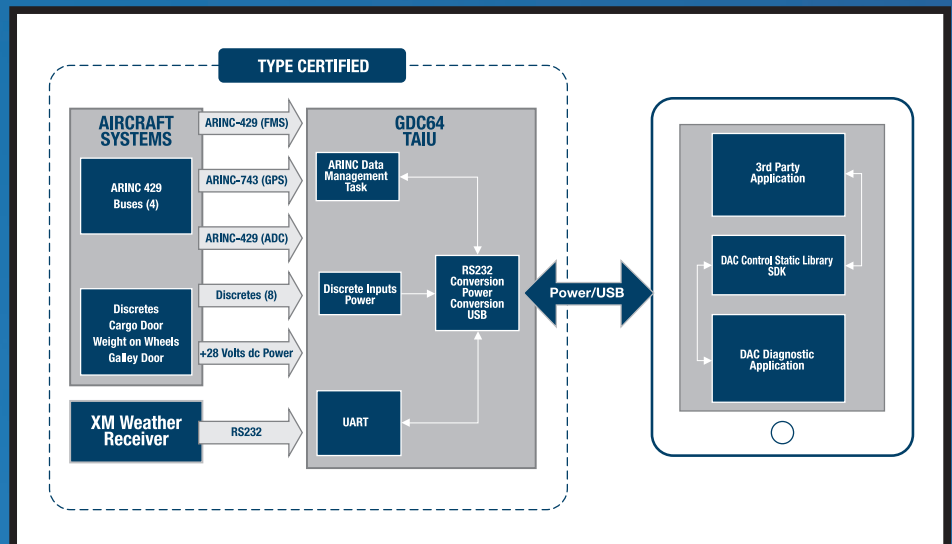 TYPE CERTIFIED
AIRCRAFT
SYSTEMS
ARINC 429
Buses (4)
Discretes
Cargo Door
Weight on Wheels
Galley Door
XM Weather
Receiver
ARINC-429 (FMS)
ARINC-743 (GPS)
ARINC-429 (ADC)
Discretes (8)
+28 Volts dc Power
RS232
GDC64
TAIU
ARINC Data
Management
Task
Discrete Inputs
Power
UART
RS232
Conversion
Power
Conversion
USB
Power/USB
3rd Party
Application
DAC Control Static Library
SDK
DAC Diagnostic
Application